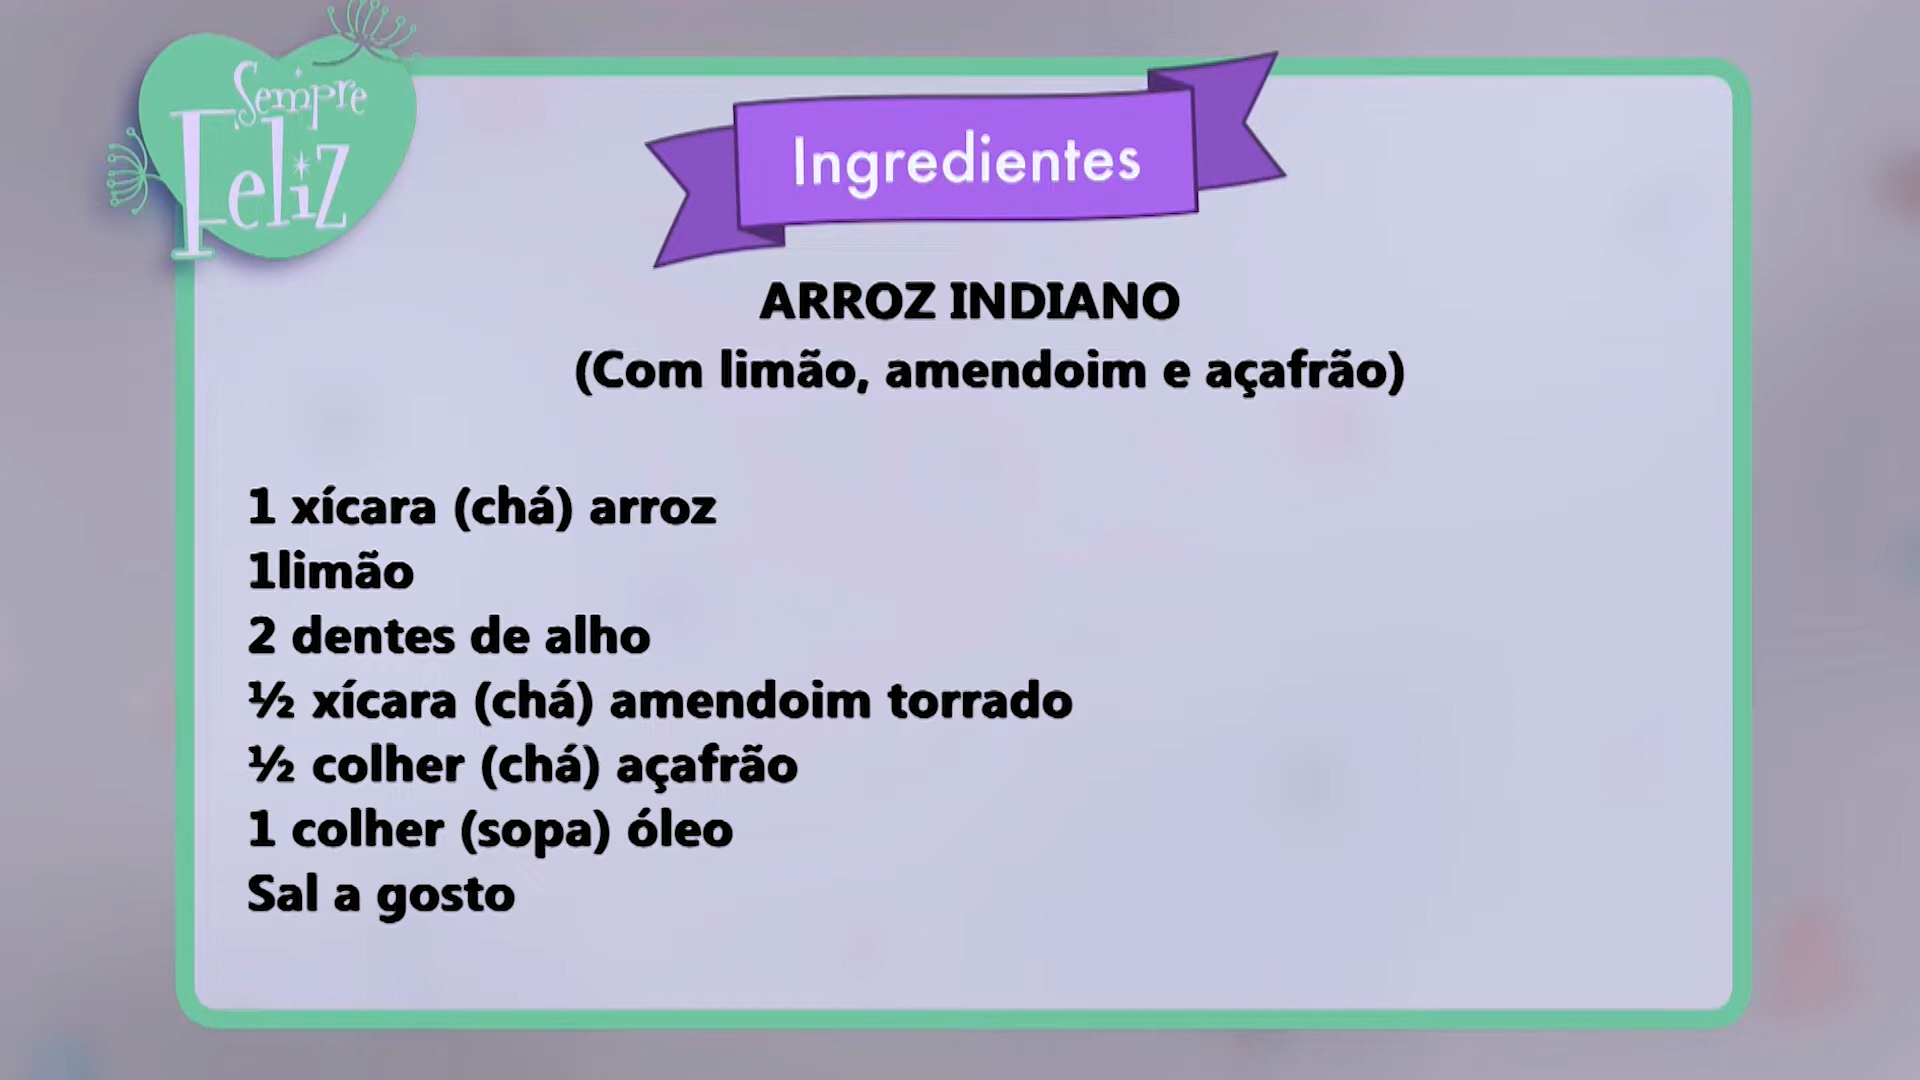 Sempre
Feliz
Ingredientes
ARROZ INDIANO
(Com limão, amendoim e açafrão)
1 xícara (chá) arroz
1limão
2 dentes de alho
½ xícara (chá) amendoim torrado
½ colher (chá) açafrão
1 colher (sopa) óleo
Sal a gosto